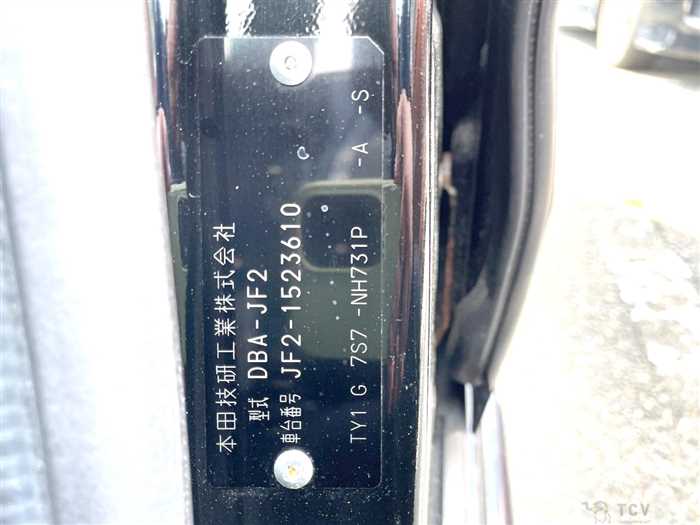 本田技研工業株式会社
型式 DBA-JF2
車台番号 JF2-1523610
TY1 G 7S7 -NH731P -A -S
TCV